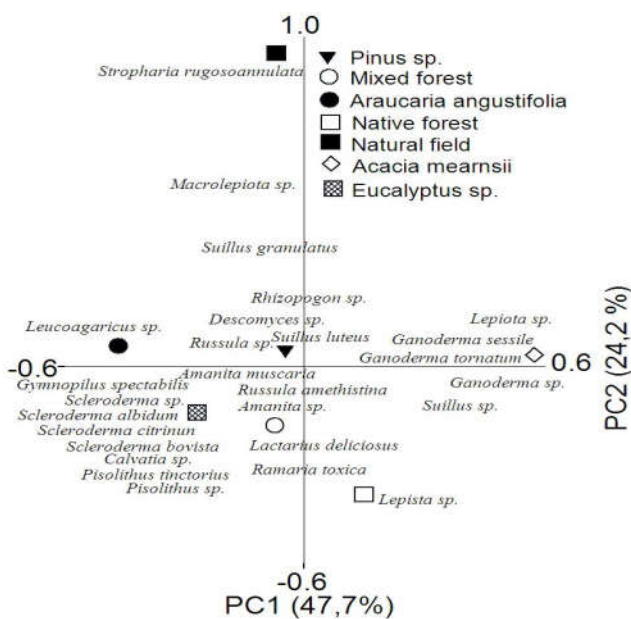 1.0
Pinus sp.
Mixed forest
Araucaria angustifolia
Native forest
Natural field
Acacia mearnsii
Eucalyptus sp.
Stropharia rugosoannulata
Macrolepiota sp.
Suillus granulatus
Rhizopogon sp.
Descomyces sp.
Lepiota sp.
Leucoagaricus sp.
Russula sp.
Suillus luteus
Ganoderma sessile
Ganoderma tornatum
-0.6
0.6
PC2 (24,2 %)
Amanita muscaria
Gymnopilus spectabilis
Russula amethistina
Ganoderma sp.
Scleroderma sp.
Amanita sp.
Suillus sp.
Scleroderma albidum
Scleroderma citrinum
Scleroderma bovista
Lactarius deliciosus
Calvatia sp.
Ramaria toxica
Pisolithus tinctorius
Pisolithus sp.
Lepista sp.
-0.6
PC1 (47,7%)